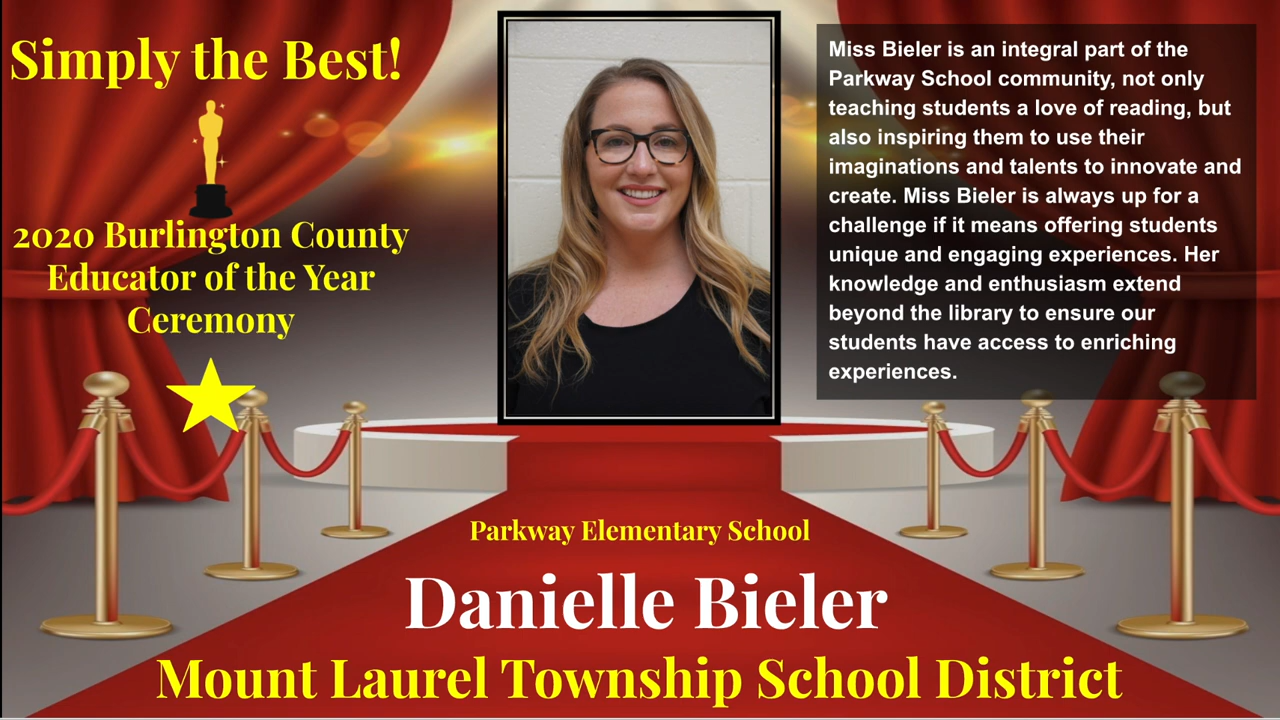 Simply the Best!
2020 Burlington County
Educator of the Year
Ceremony
Miss Bieler is an integral part of the
Parkway School community, not only
teaching students a love of reading, but
also inspiring them to use their
imaginations and talents to innovate and
create. Miss Bieler is always up for a
challenge if it means offering students
unique and engaging experiences. Her
knowledge and enthusiasm extend
beyond the library to ensure our
students have access to enriching
experiences.
Parkway Elementary School
Danielle Bieler
Mount Laurel Township School District